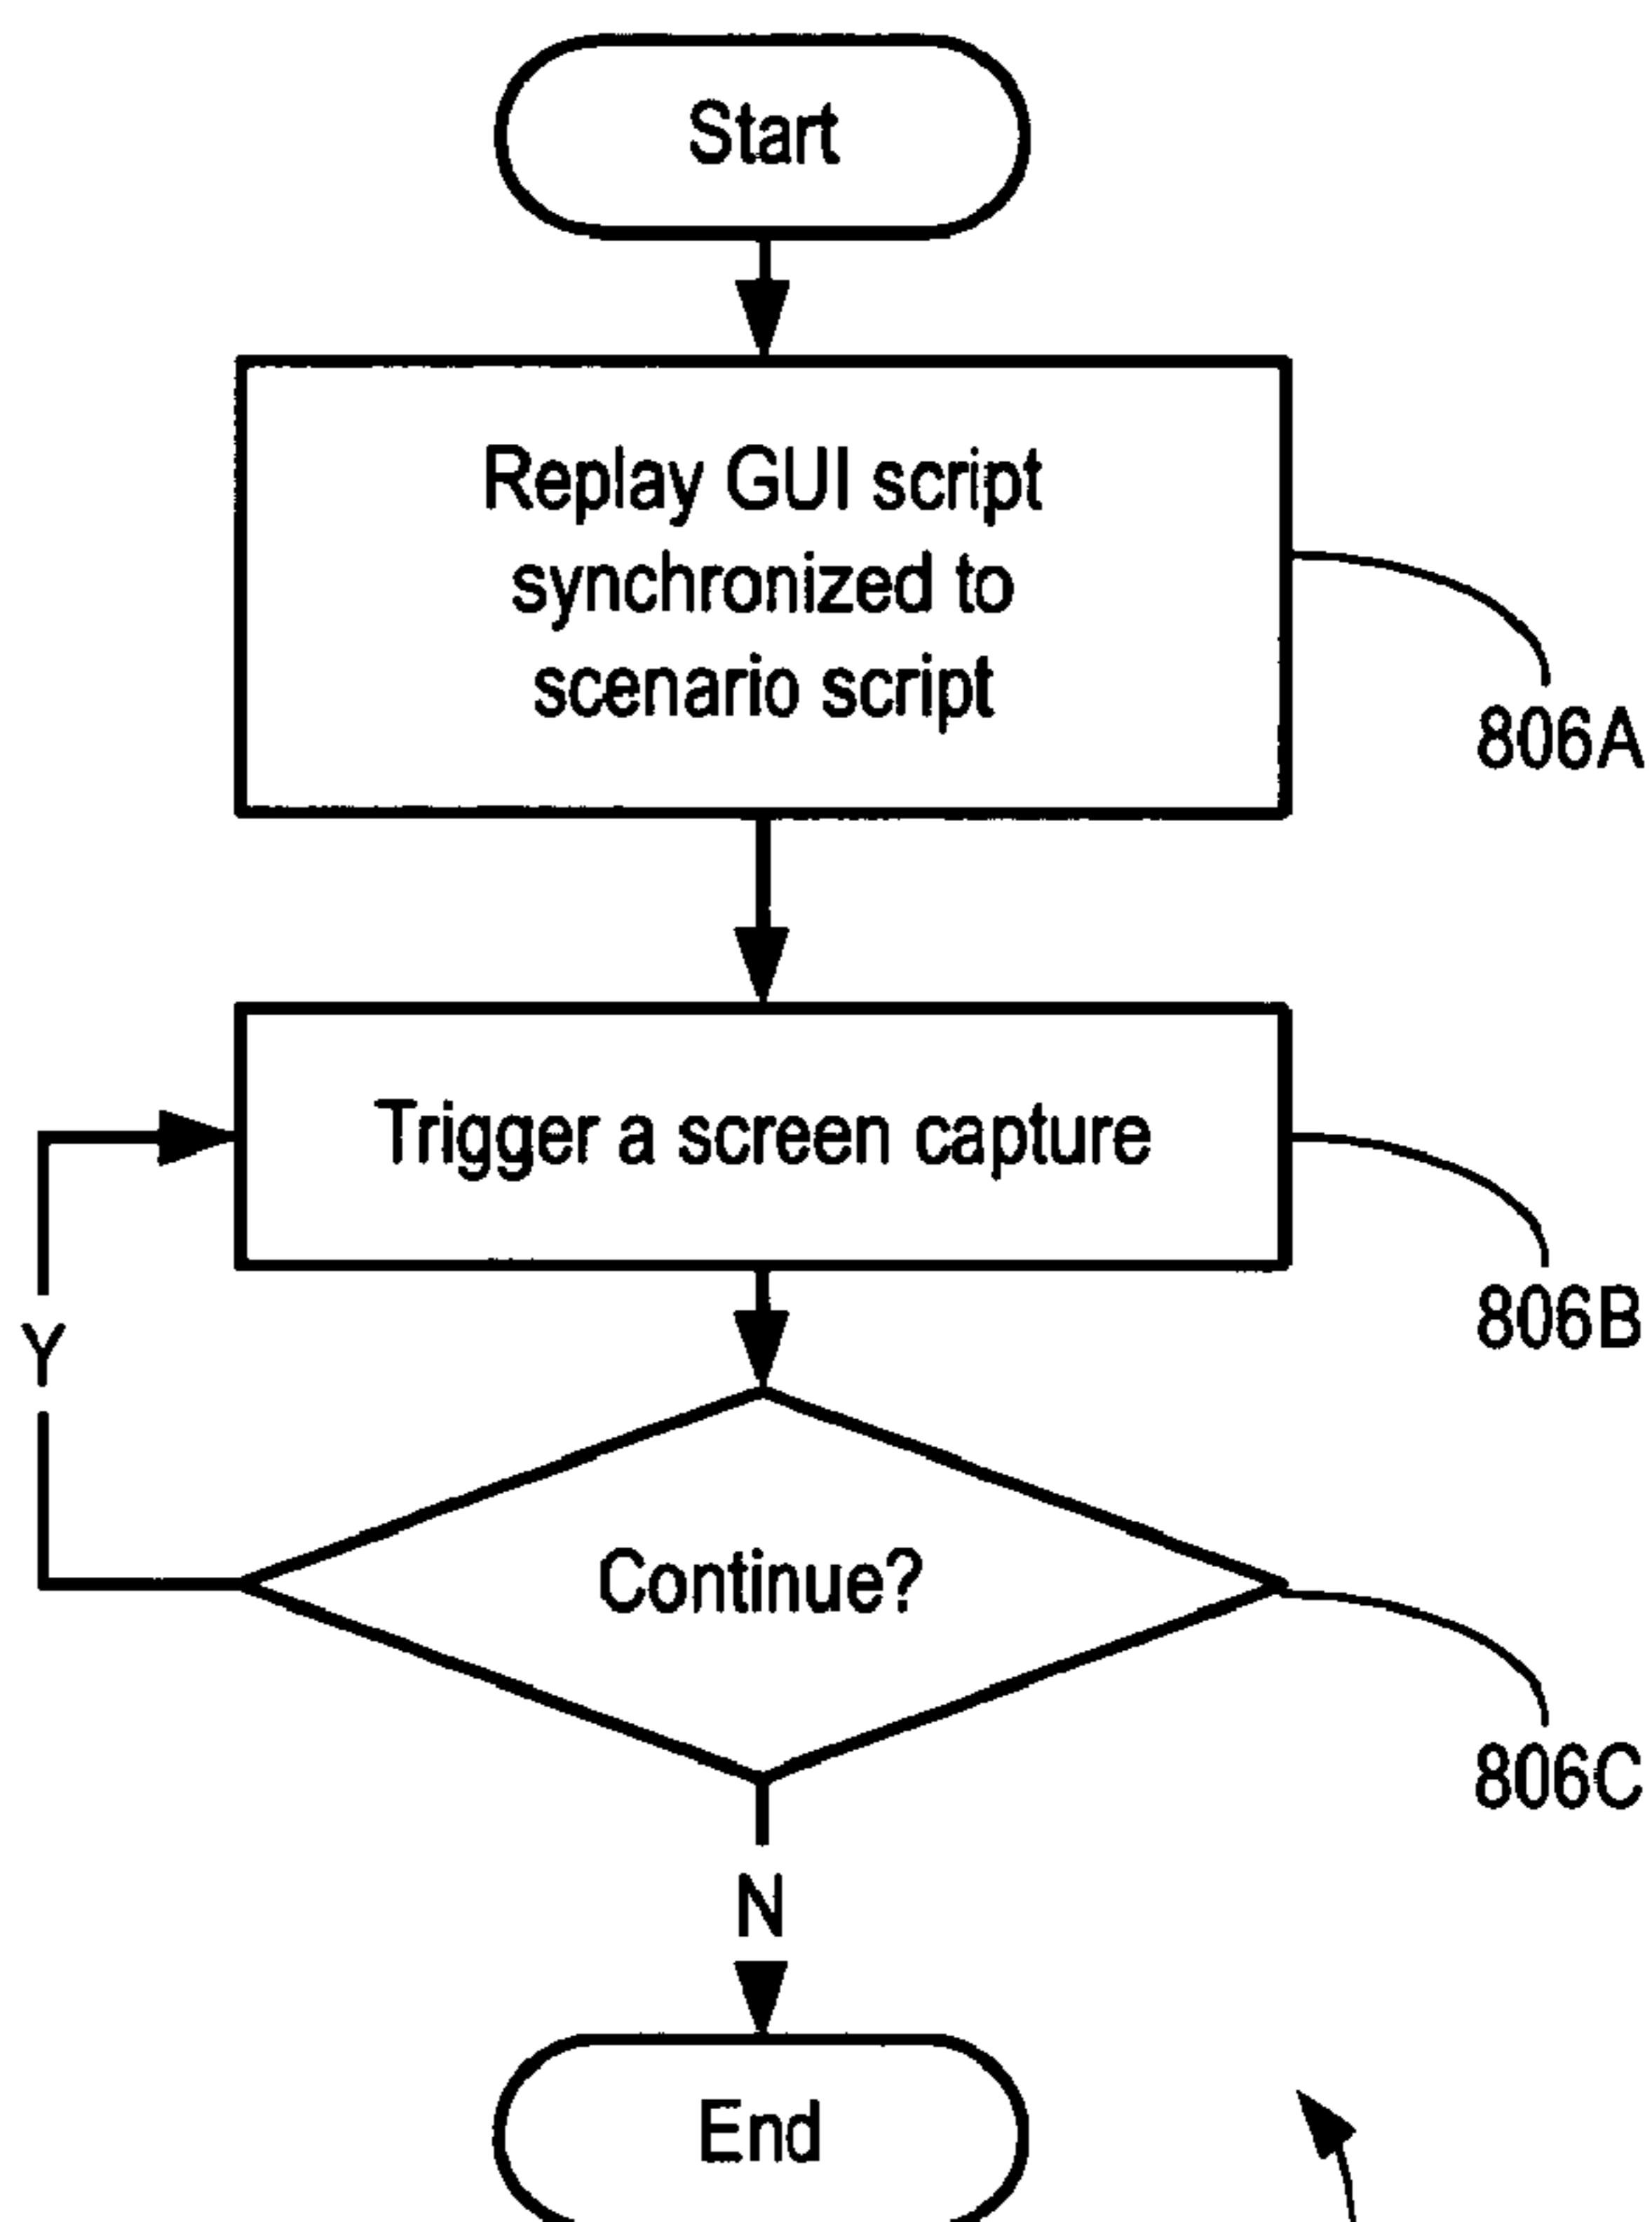 Start
Replay GUI script
synchronized to
scenario script
806A
Trigger a screen capture
806B
Y
Continue?
806C
N
End